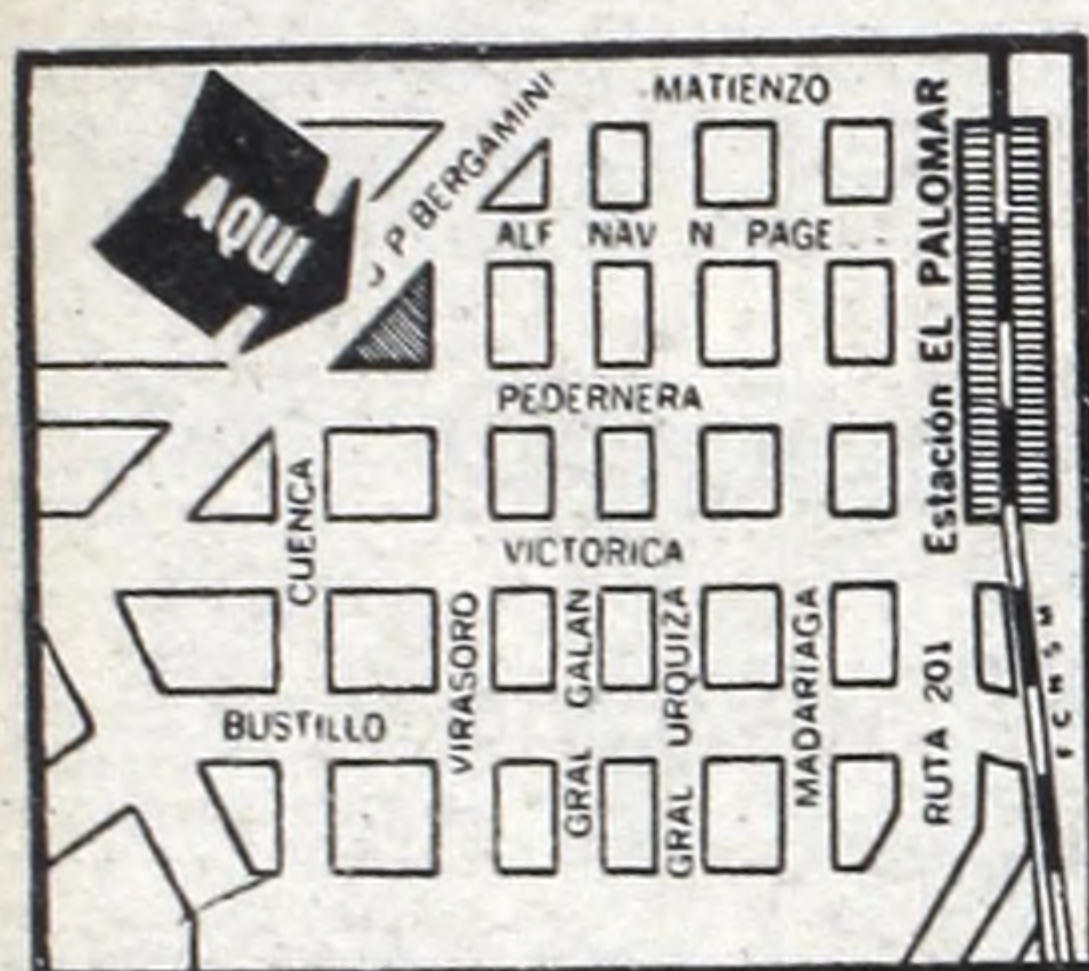 MATIENZO
AQUI
J P BERGAMINI
ALF NAV N PAGE
Estación EL PALOMAR
PEDERNERA
CUENCA
VICTORICA
VIRASORO
GRAL GALAN
GRAL URQUIZA
MADARIAGA
RUTA 201
F C N S M
BUSTILLO